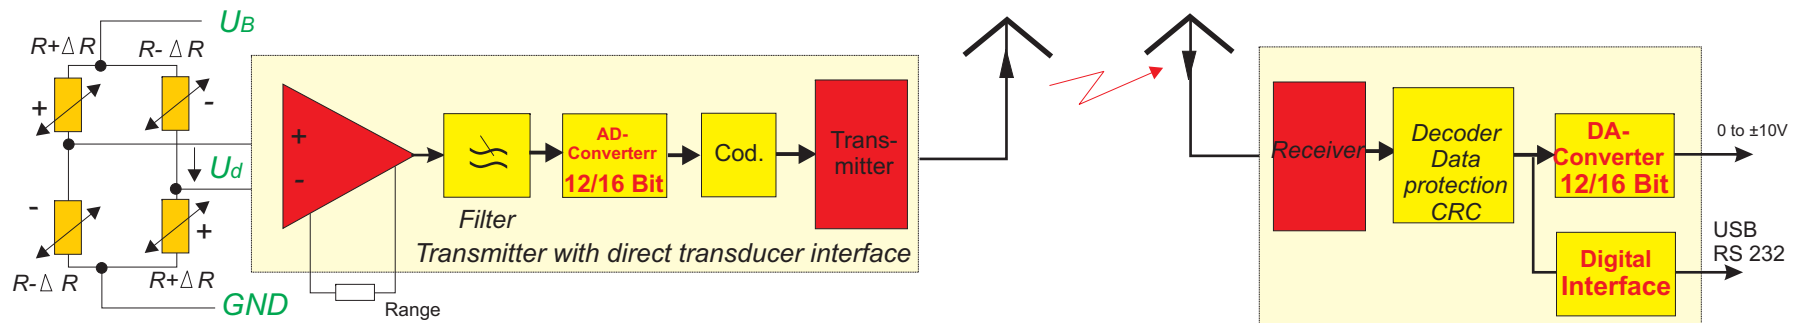 UB
R+Δ R
R- Δ R
+
-
Ud
-
+
R-Δ R
R+Δ R
GND
+
-
Range
Filter
AD-
Converterr
12/16 Bit
Cod.
Trans-
mitter
Transmitter with direct transducer interface
Receiver
Decoder
Data
protection
CRC
DA-
Converter
12/16 Bit
0 to ±10V
Digital
Interface
USB
RS 232